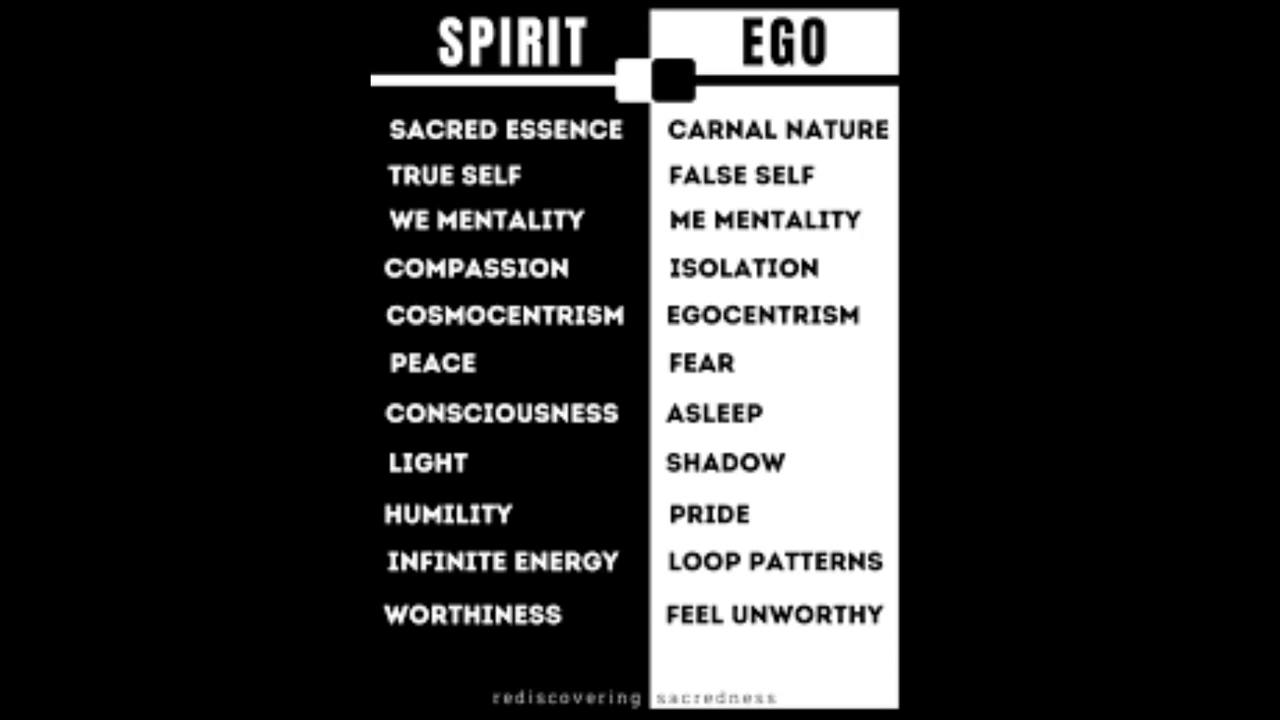 SPIRIT EGO
SACRED ESSENCE CARNAL NATURE
TRUE SELF FALSE SELF
WE MENTALITY ME MENTALITY
COMPASSION ISOLATION
COSMOCENTRISM EGOCENTRISM
PEACE FEAR
CONSCIOUSNESS ASLEEP
LIGHT SHADOW
HUMILITY PRIDE
INFINITE ENERGY LOOP PATTERNS
WORTHINESS FEEL UNWORTHY
rediscovering sacredness